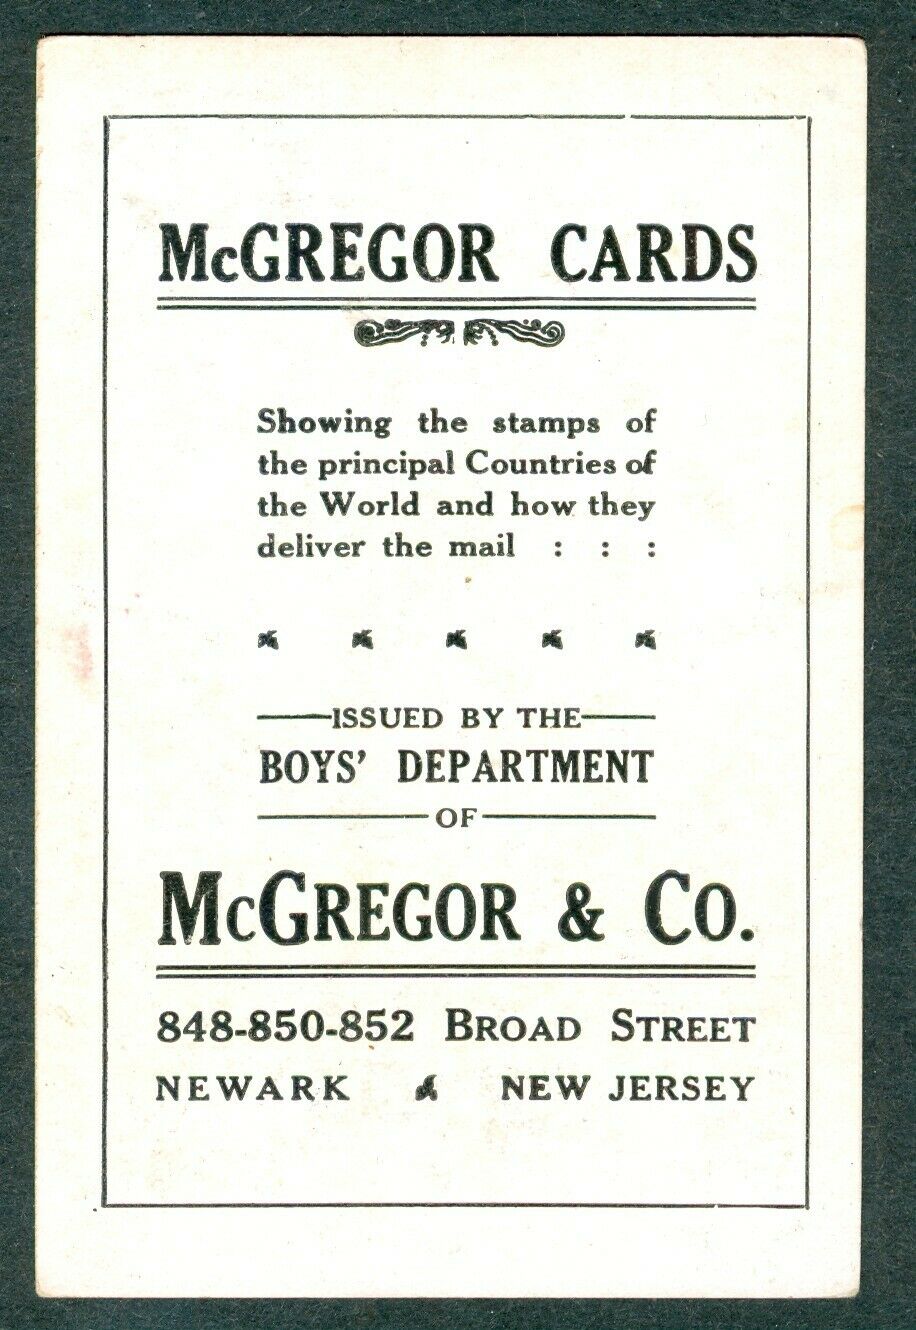 McGREGOR CARDS
Showing the stamps of
the principal Countries of
the World and how they
deliver the mail : : :
ISSUED BY THE
BOYS' DEPARTMENT
OF
McGREGOR & CO.
848-850-852 BROAD STREET
NEWARK NEW JERSEY